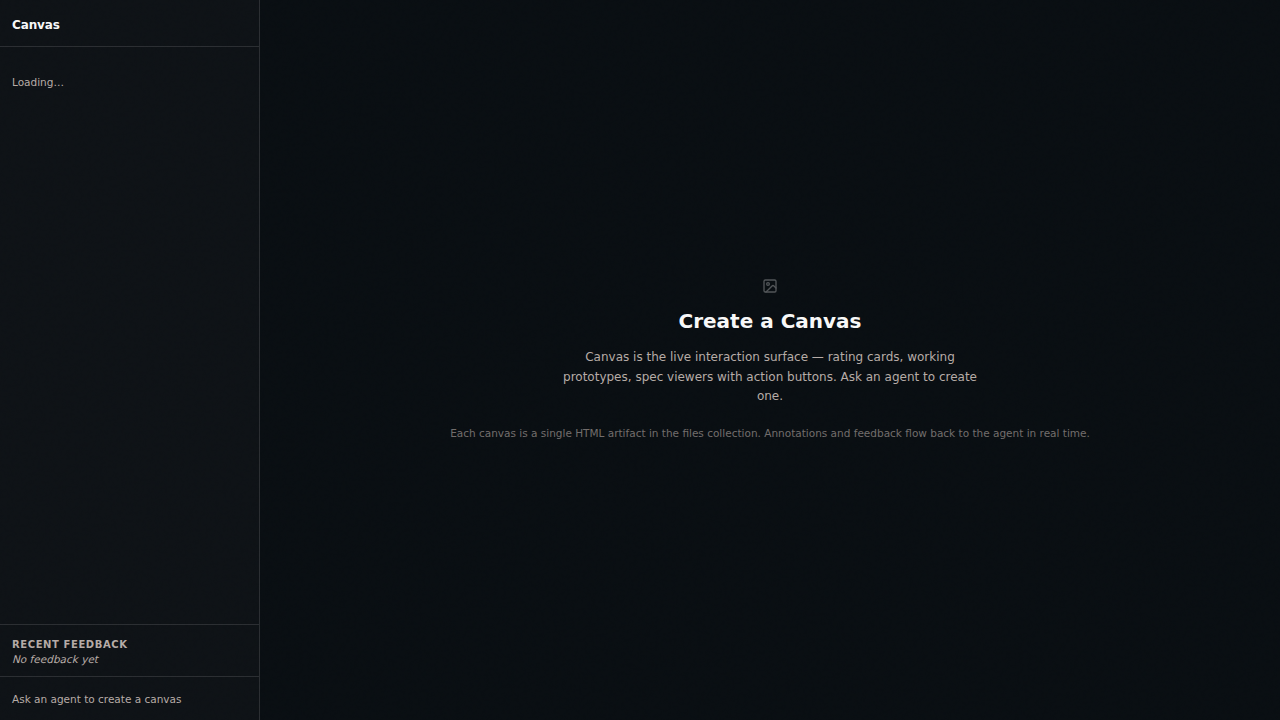 Canvas
Loading...
Create a Canvas
Canvas is the live interaction surface — rating cards, working
prototypes, spec viewers with action buttons. Ask an agent to create
one.
Each canvas is a single HTML artifact in the files collection. Annotations and feedback flow back to the agent in real time.
RECENT FEEDBACK
No feedback yet
Ask an agent to create a canvas